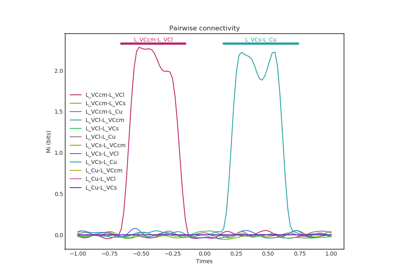 Pairwise connectivity
L_VCcm-L_VCl
L_VCs-L_Cu
2.0
1.5
1.0
0.5
0.0
MI (bits)
L_VCcm-L_VCl
L_VCcm-L_VCs
L_VCcm-L_Cu
L_VCl-L_VCcm
L_VCl-L_VCs
L_VCl-L_Cu
L_VCs-L_VCcm
L_VCs-L_VCl
L_VCs-L_Cu
L_Cu-L_VCcm
L_Cu-L_VCl
L_Cu-L_VCs
−1.00 −0.75 −0.50 −0.25 0.00 0.25 0.50 0.75 1.00
Times